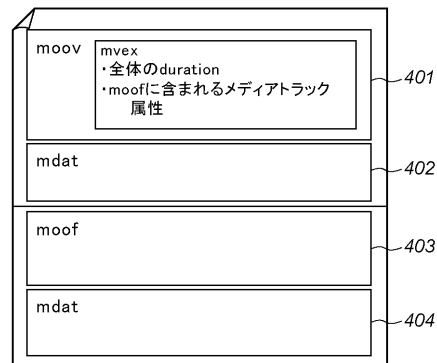 moov
mvex
・全体のduration
・moofに含まれるメディアトラック
属性
401
mdat
402
moof
403
mdat
404